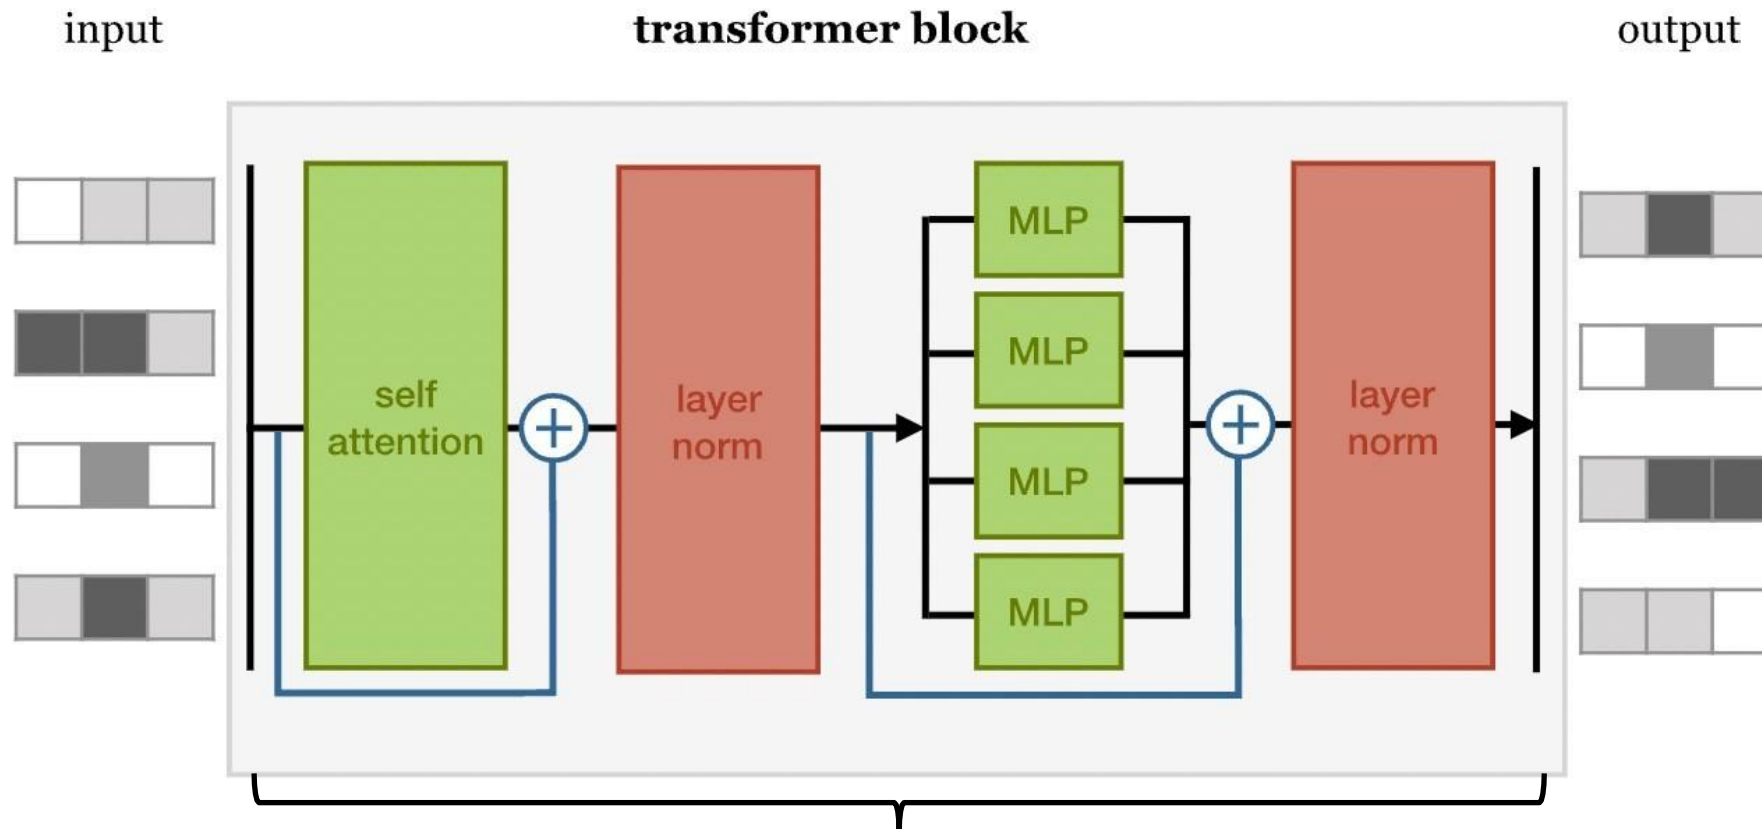 input
transformer block
output
self
attention
layer
norm
MLP
MLP
MLP
MLP
layer
norm